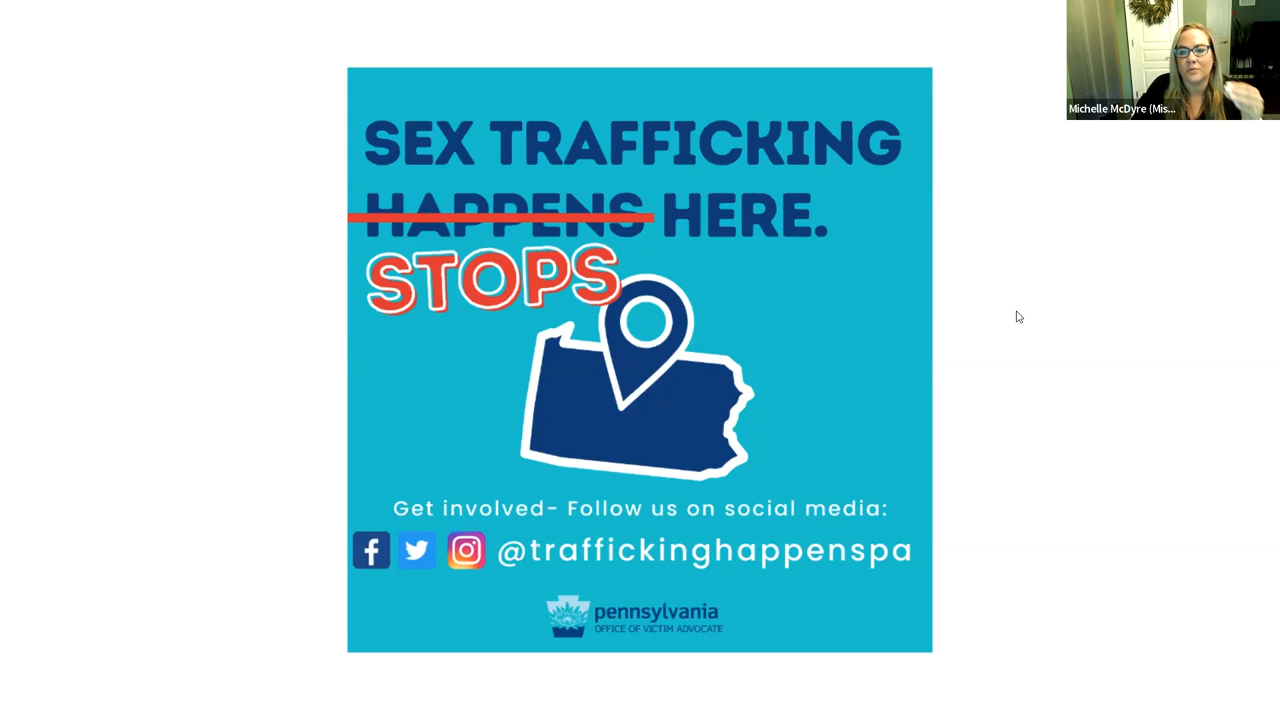 Michelle McDyre (Mis...
SEX TRAFFICKING
HAPPENS HERE.
STOPS
Get involved- Follow us on social media:
@traffickinghappenspa
pennsylvania
OFFICE OF VICTIM ADVOCATE